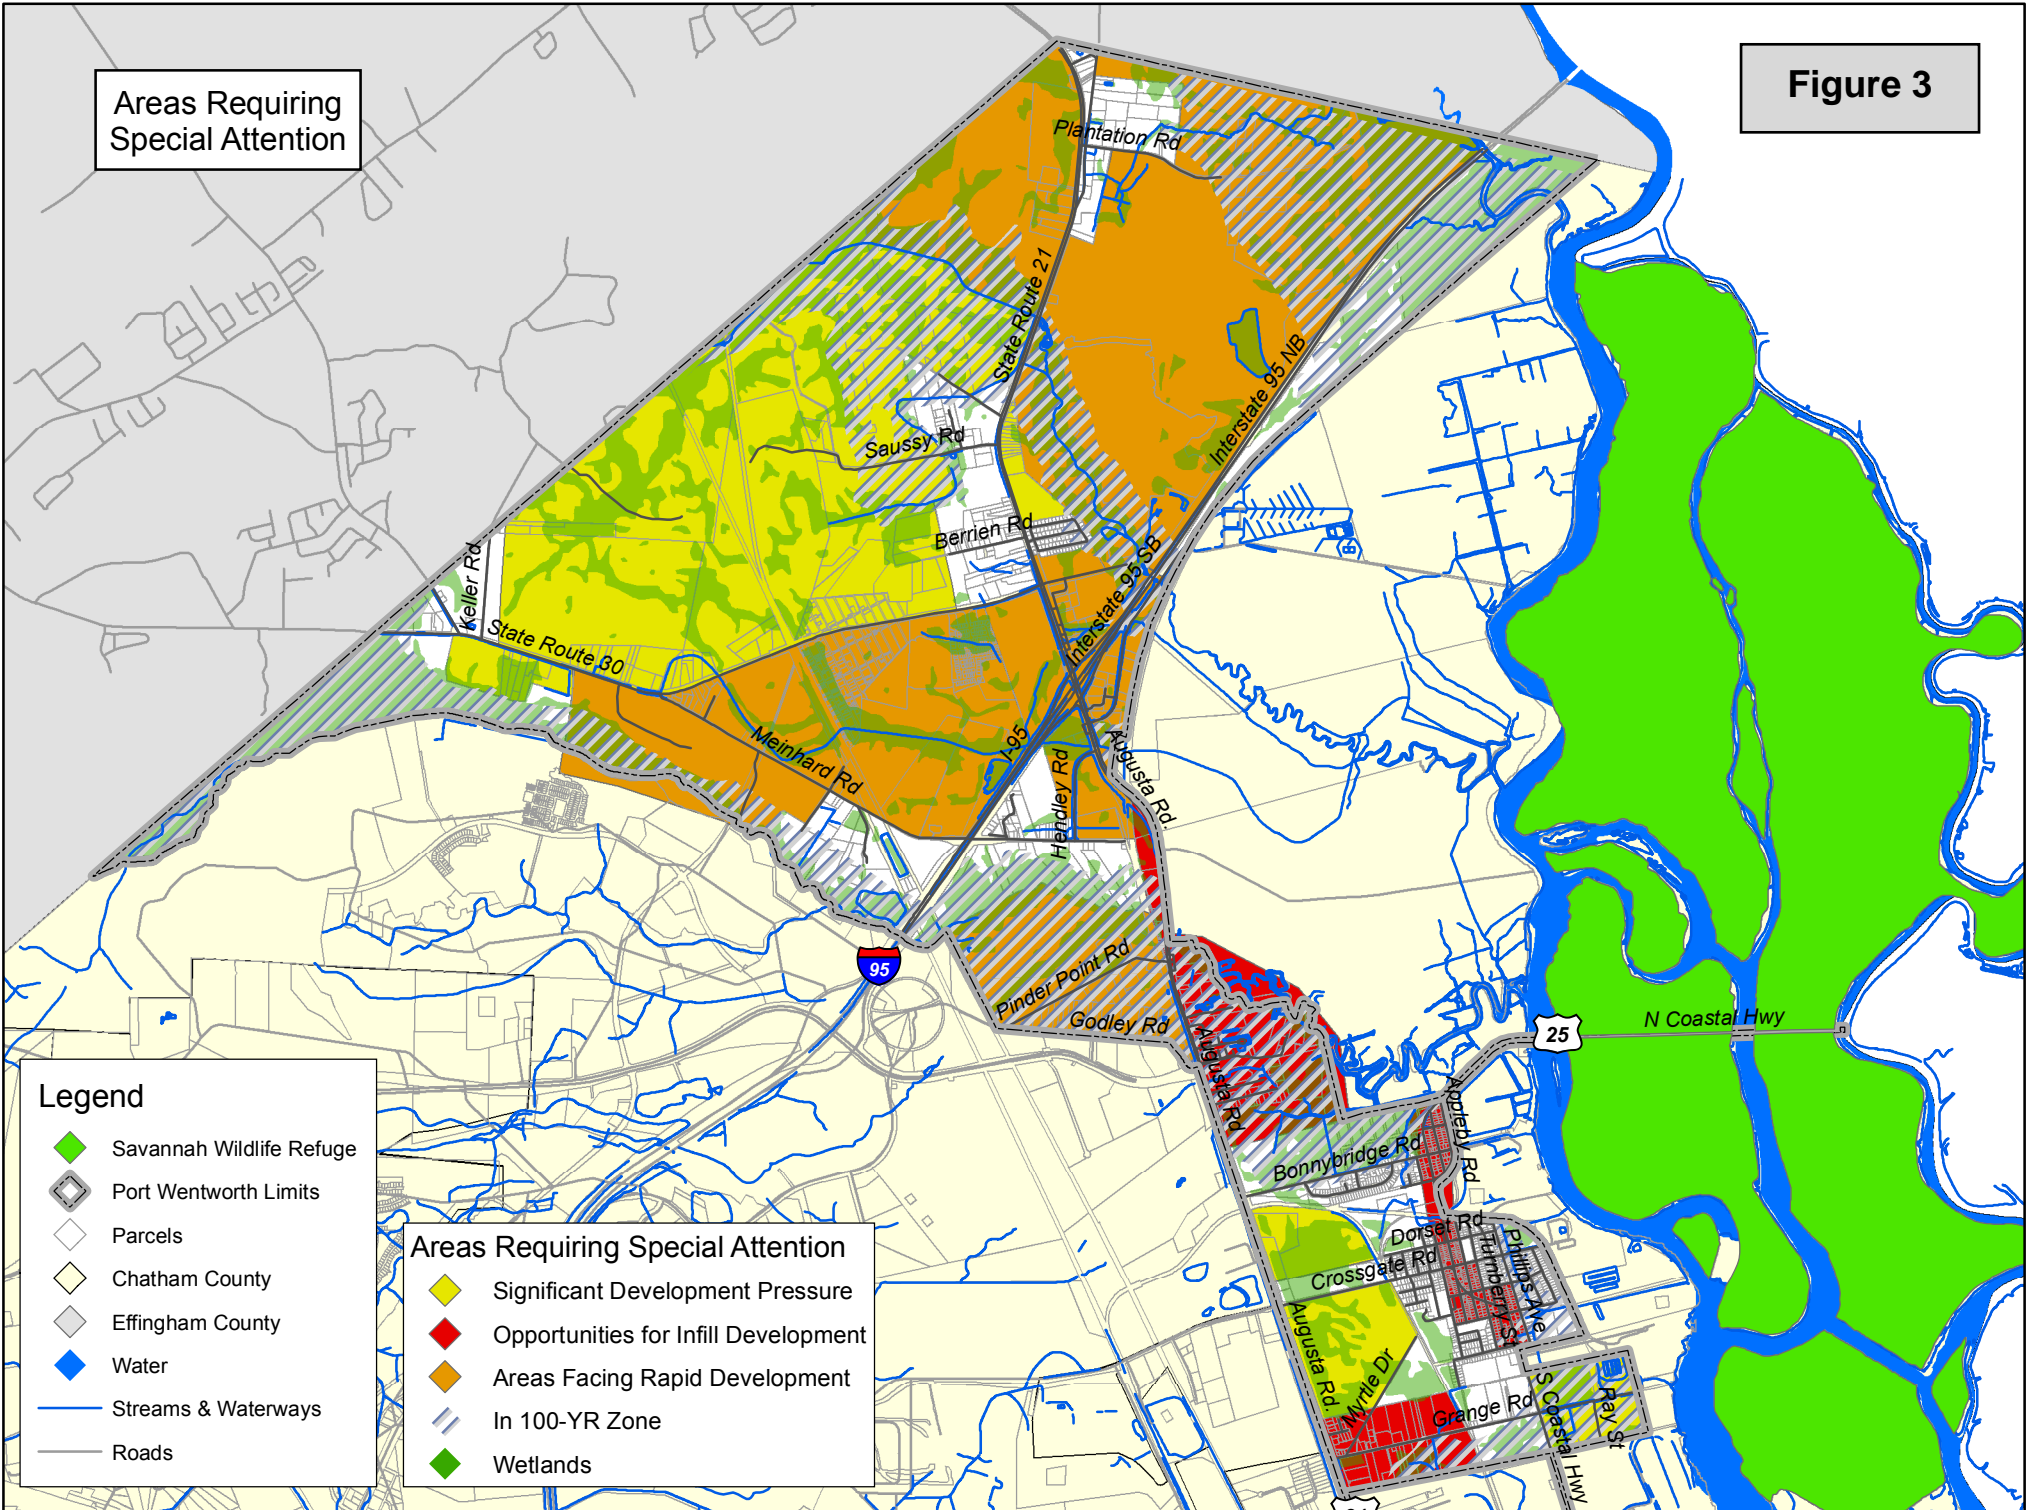 Areas Requiring
Special Attention
Figure 3
Plantation Rd
State Route 21
Interstate 95 NB
Saussy Rd
Berrien Rd
Keller Rd
State Route 30
Interstate 95 SB
Meinhard Rd
I-95
Hendley Rd
Augusta Rd.
95
Pinder Point Rd
Godley Rd
Augusta Rd
25
N Coastal Hwy
Appleby Rd
Bonnybridge Rd
Dorset Rd
Crossgate Rd
Turnberry S
Phillips Ave
Augusta Rd.
Myrtle Dr
Grange Rd
S Coastal Hwy
Ray St
Legend
Savannah Wildlife Refuge
Port Wentworth Limits
Parcels
Chatham County
Effingham County
Water
Streams & Waterways
Roads
Areas Requiring Special Attention
Significant Development Pressure
Opportunities for Infill Development
Areas Facing Rapid Development
In 100-YR Zone
Wetlands